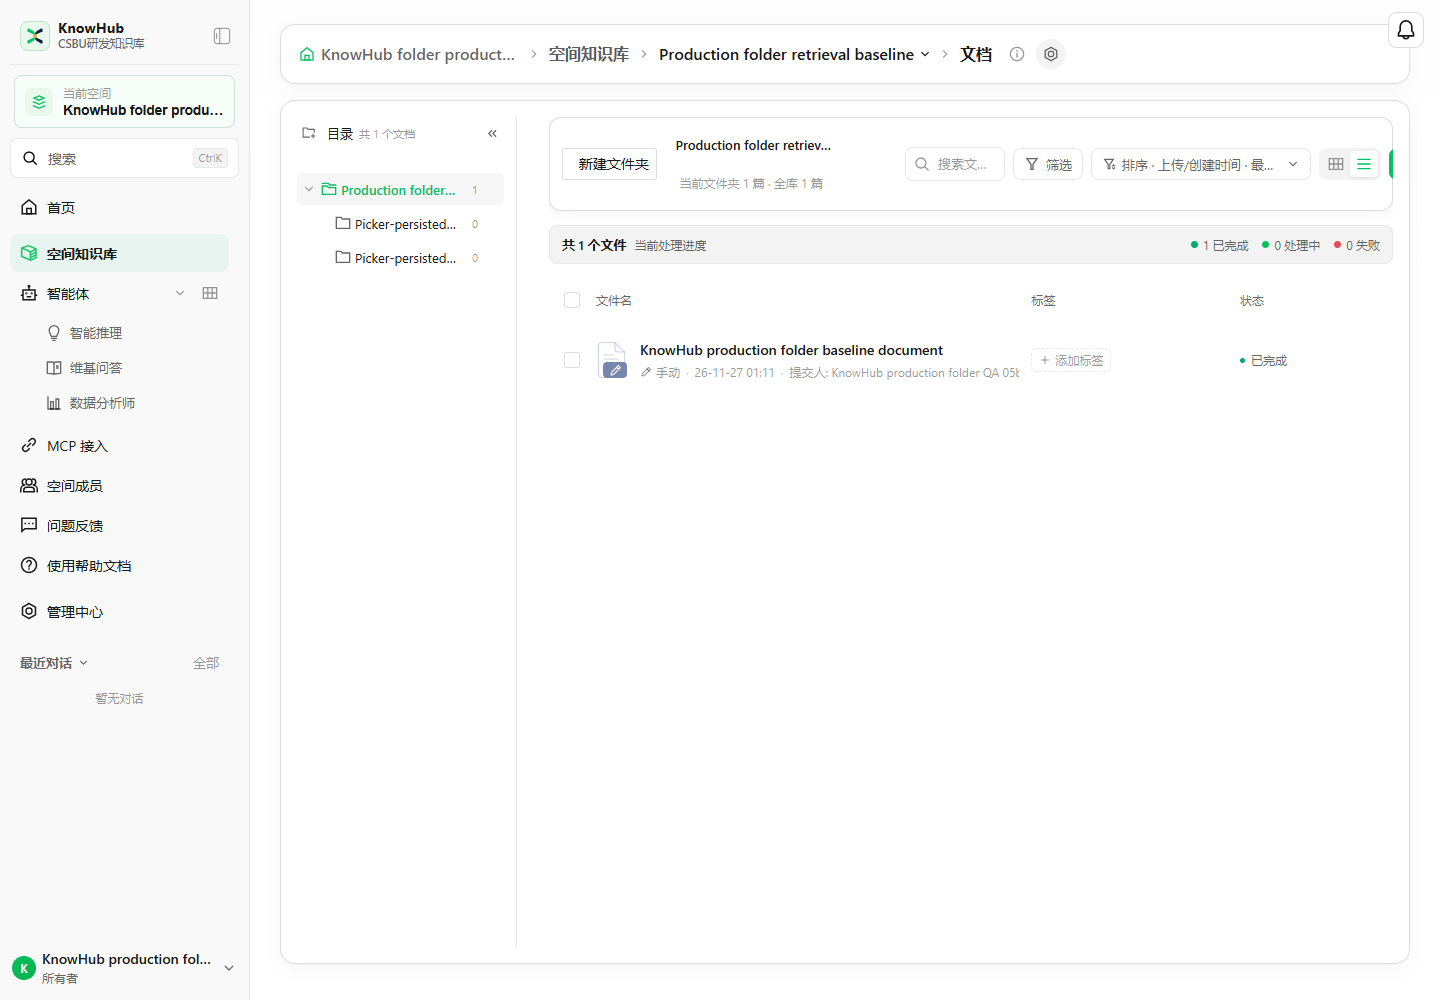 KnowHub
CSBU研发知识库
当前空间
KnowHub folder produ...
搜索
CtrlK
首页
空间知识库
智能体
智能推理
维基问答
数据分析师
MCP 接入
空间成员
问题反馈
使用帮助文档
管理中心
最近对话
全部
暂无对话
K
KnowHub production fol...
所有者
KnowHub folder product...
空间知识库
Production folder retrieval baseline
文档
目录 共 1 个文档
Production folder... 1
Picker-persisted... 0
Picker-persisted... 0
新建文件夹
Production folder retriev...
当前文件夹 1 篇 · 全库 1 篇
搜索文...
筛选
排序 · 上传/创建时间 · 最...
共 1 个文件 当前处理进度
1 已完成
0 处理中
0 失败
文件名
标签
状态
KnowHub production folder baseline document
手动 · 26-11-27 01:11 · 提交人: KnowHub production folder QA 05b
+ 添加标签
已完成